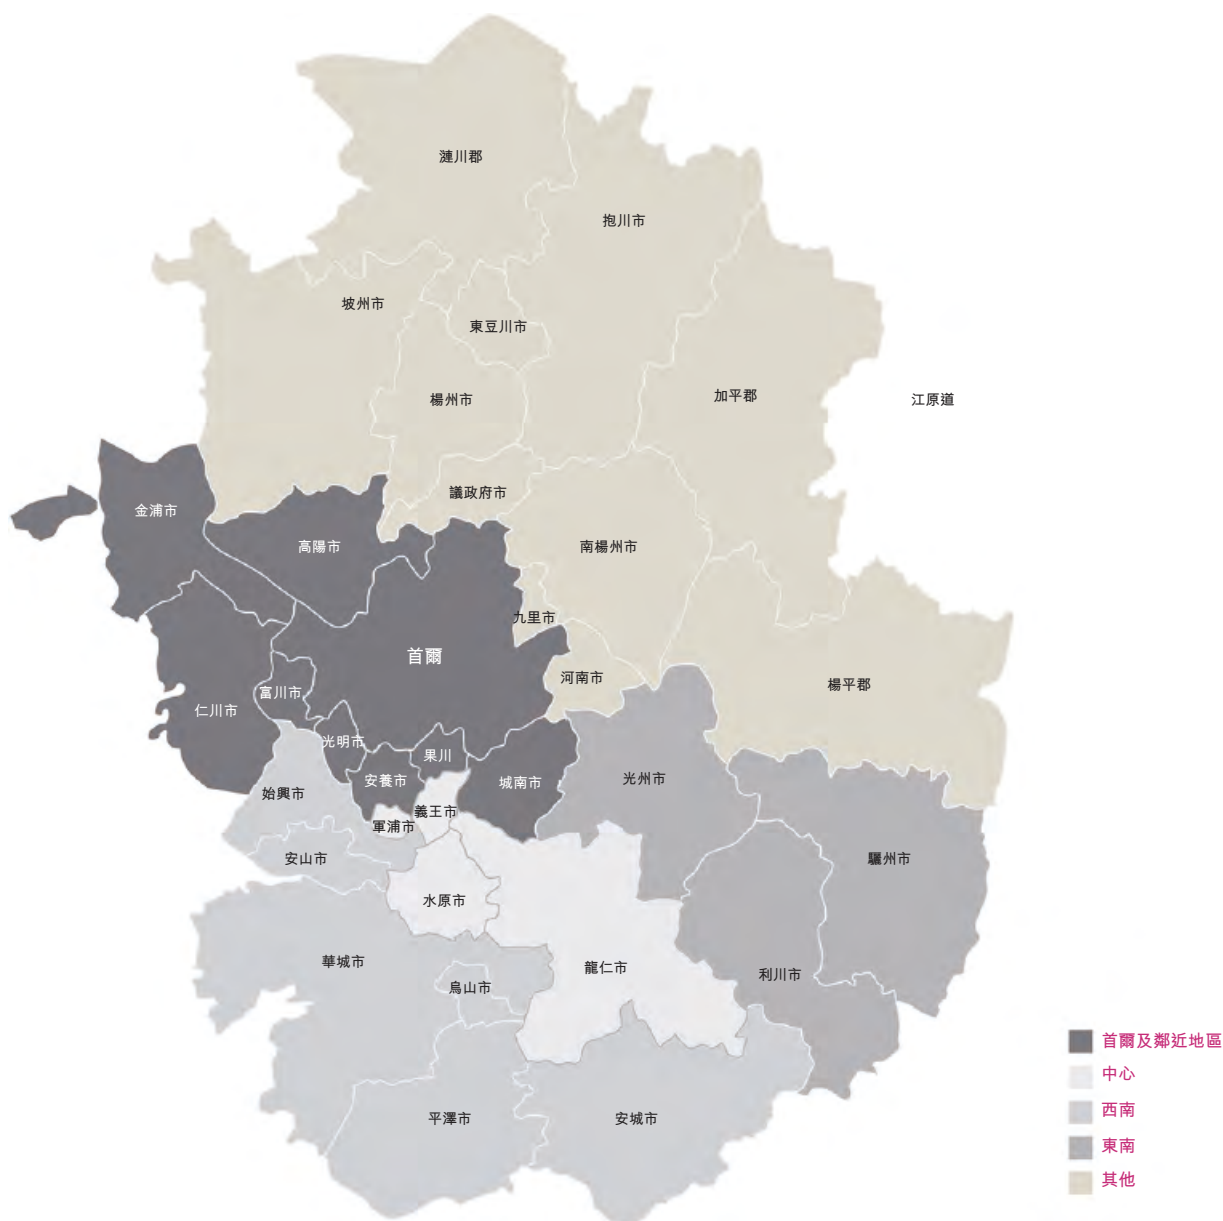 漣川郡
抱川市
坡州市
東豆川市
加平郡
楊州市
江原道
議政府市
金浦市
高陽市
南楊州市
九里市
首爾
河南市
楊平郡
富川市
仁川市
光明市
果川
安養市
城南市
光州市
始興市
義王市
軍浦市
安山市
驪州市
水原市
華城市
龍仁市
利川市
烏山市
平澤市
安城市
首爾及鄰近地區
中心
西南
東南
其他